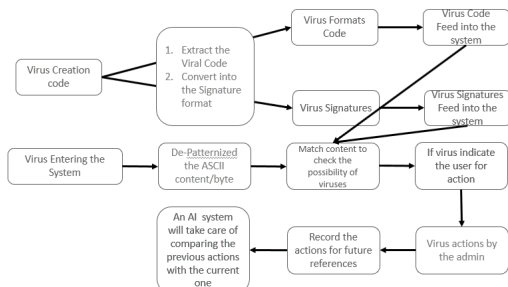 Virus Creation
code
1. Extract the
Viral Code
2. Convert into
the Signature
format
Virus Formats
Code
Virus Code
Feed into the
system
Virus Signatures
Virus Signatures
Feed into the
system
Virus Entering the
System
De-Patternized
the ASCII
content/byte
Match content to
check the
possibility of
viruses
If virus indicate
the user for
action
An AI system
will take care of
comparing the
previous actions
with the current
one
Record the
actions for future
references
Virus actions by
the admin